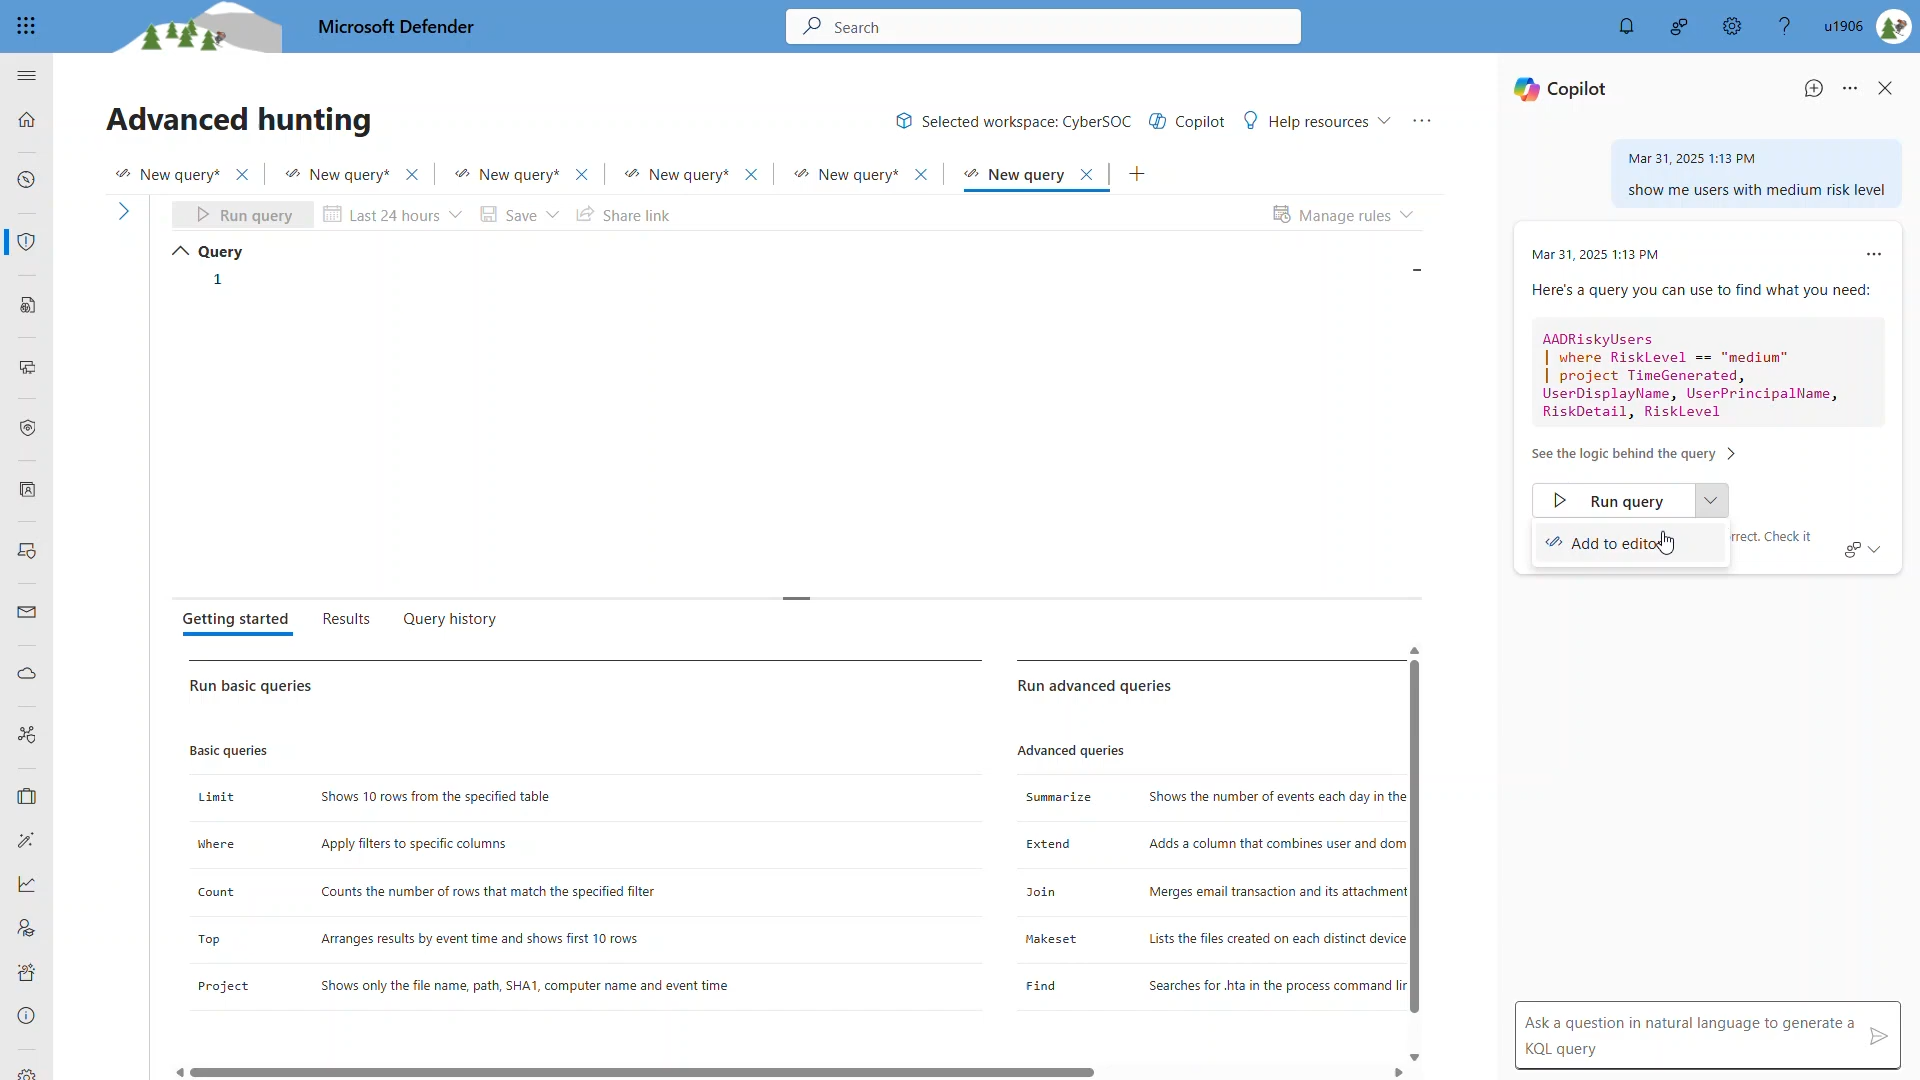 Microsoft Defender
Search
u1906
Advanced hunting
Selected workspace: CyberSOC
Copilot
Help resources
New query*
New query*
New query*
New query*
New query*
New query
Run query
Last 24 hours
Save
Share link
Manage rules
Query
1
Getting started
Results
Query history
Run basic queries
Basic queries
Limit Shows 10 rows from the specified table
Where Apply filters to specific columns
Count Counts the number of rows that match the specified filter
Top Arranges results by event time and shows first 10 rows
Project Shows only the file name, path, SHA1, computer name and event time
Run advanced queries
Advanced queries
Summarize Shows the number of events each day in the
Extend Adds a column that combines user and dom
Join Merges email transaction and its attachment
Makeset Lists the files created on each distinct device
Find Searches for .hta in the process command lin
Copilot
Mar 31, 2025 1:13 PM
show me users with medium risk level
Mar 31, 2025 1:13 PM
Here's a query you can use to find what you need:
AADRiskyUsers
| where RiskLevel == "medium"
| project TimeGenerated,
UserDisplayName, UserPrincipalName,
RiskDetail, RiskLevel
See the logic behind the query
Run query
Add to editor
rrect. Check it
Ask a question in natural language to generate a
KQL query